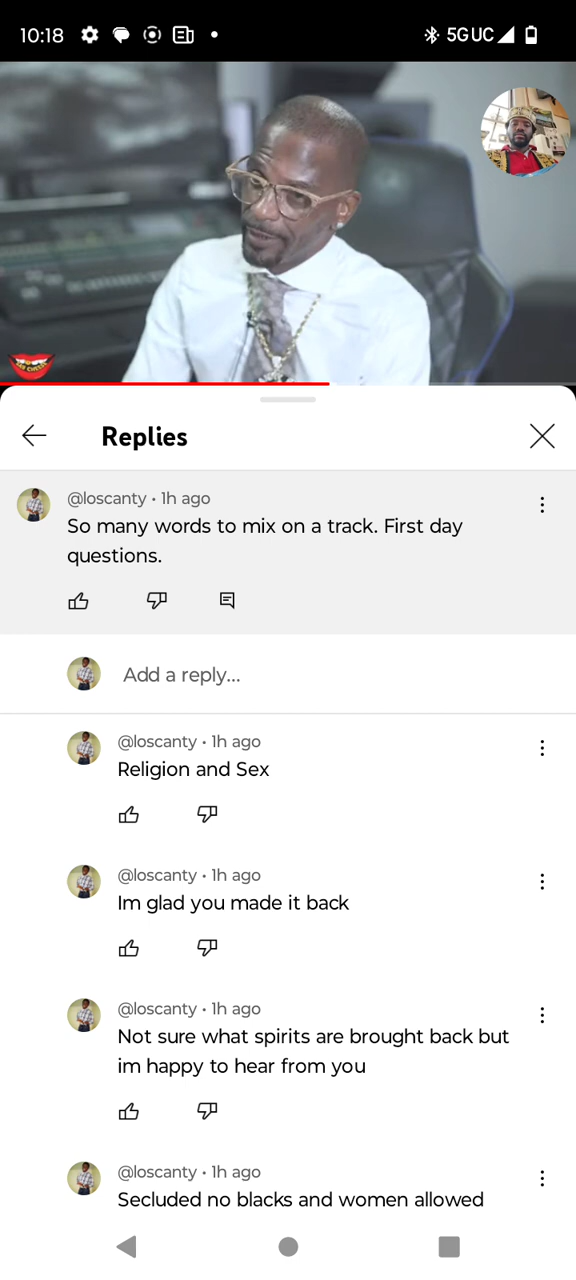 10:18
5G UC
SAY CHEESE
Replies
@loscanty • 1h ago
So many words to mix on a track. First day
questions.
Add a reply...
@loscanty • 1h ago
Religion and Sex
@loscanty • 1h ago
Im glad you made it back
@loscanty • 1h ago
Not sure what spirits are brought back but
im happy to hear from you
@loscanty • 1h ago
Secluded no blacks and women allowed